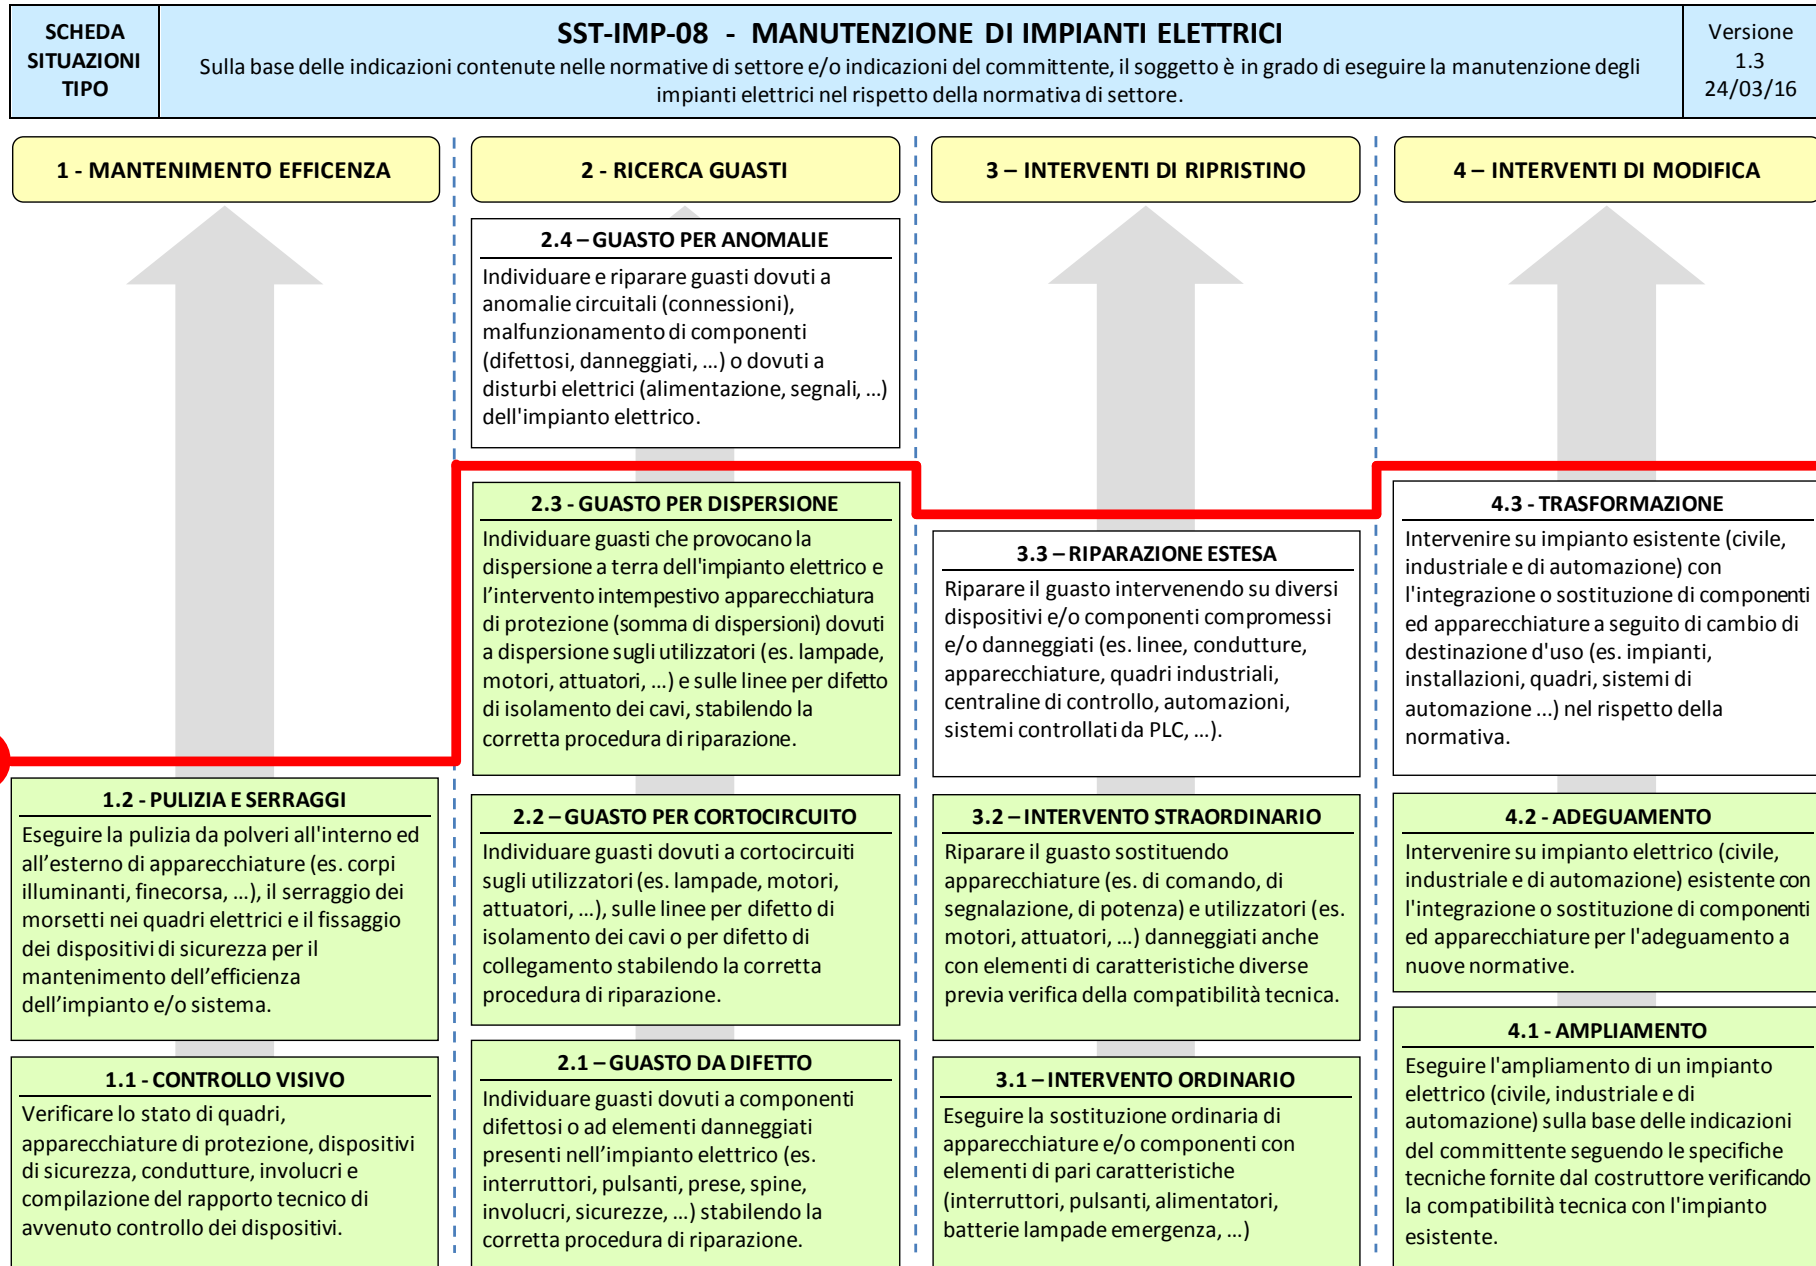 SCHEDA
SITUAZIONI
TIPO
SST-IMP-08 - MANUTENZIONE DI IMPIANTI ELETTRICI
Sulla base delle indicazioni contenute nelle normative di settore e/o indicazioni del committente, il soggetto è in grado di eseguire la manutenzione degli
impianti elettrici nel rispetto della normativa di settore.
Versione
1.3
24/03/16
1 - MANTENIMENTO EFFICENZA
2 - RICERCA GUASTI
3 – INTERVENTI DI RIPRISTINO
4 – INTERVENTI DI MODIFICA
1.2 - PULIZIA E SERRAGGI
Eseguire la pulizia da polveri all'interno ed
all’esterno di apparecchiature (es. corpi
illuminanti, finecorsa, ...), il serraggio dei
morsetti nei quadri elettrici e il fissaggio
dei dispositivi di sicurezza per il
mantenimento dell’efficienza
dell’impianto e/o sistema.
1.1 - CONTROLLO VISIVO
Verificare lo stato di quadri,
apparecchiature di protezione, dispositivi
di sicurezza, condutture, involucri e
compilazione del rapporto tecnico di
avvenuto controllo dei dispositivi.
2.4 – GUASTO PER ANOMALIE
Individuare e riparare guasti dovuti a
anomalie circuitali (connessioni),
malfunzionamento di componenti
(difettosi, danneggiati, ...) o dovuti a
disturbi elettrici (alimentazione, segnali, ...)
dell'impianto elettrico.
2.3 - GUASTO PER DISPERSIONE
Individuare guasti che provocano la
dispersione a terra dell'impianto elettrico e
l’intervento intempestivo apparecchiatura
di protezione (somma di dispersioni) dovuti
a dispersione sugli utilizzatori (es. lampade,
motori, attuatori, ...) e sulle linee per difetto
di isolamento dei cavi, stabilendo la
corretta procedura di riparazione.
2.2 – GUASTO PER CORTOCIRCUITO
Individuare guasti dovuti a cortocircuiti
sugli utilizzatori (es. lampade, motori,
attuatori, ...), sulle linee per difetto di
isolamento dei cavi o per difetto di
collegamento stabilendo la corretta
procedura di riparazione.
2.1 – GUASTO DA DIFETTO
Individuare guasti dovuti a componenti
difettosi o ad elementi danneggiati
presenti nell’impianto elettrico (es.
interruttori, pulsanti, prese, spine,
involucri, sicurezze, ...) stabilendo la
corretta procedura di riparazione.
3.3 – RIPARAZIONE ESTESA
Riparare il guasto intervenendo su diversi
dispositivi e/o componenti compromessi
e/o danneggiati (es. linee, condutture,
apparecchiature, quadri industriali,
centraline di controllo, automazioni,
sistemi controllati da PLC, ...).
3.2 – INTERVENTO STRAORDINARIO
Riparare il guasto sostituendo
apparecchiature (es. di comando, di
segnalazione, di potenza) e utilizzatori (es.
motori, attuatori, ...) danneggiati anche
con elementi di caratteristiche diverse
previa verifica della compatibilità tecnica.
3.1 – INTERVENTO ORDINARIO
Eseguire la sostituzione ordinaria di
apparecchiature e/o componenti con
elementi di pari caratteristiche
(interruttori, pulsanti, alimentatori,
batterie lampade emergenza, ...)
4.3 - TRASFORMAZIONE
Intervenire su impianto esistente (civile,
industriale e di automazione) con
l'integrazione o sostituzione di componenti
ed apparecchiature a seguito di cambio di
destinazione d'uso (es. impianti,
installazioni, quadri, sistemi di
automazione ...) nel rispetto della
normativa.
4.2 - ADEGUAMENTO
Intervenire su impianto elettrico (civile,
industriale e di automazione) esistente con
l'integrazione o sostituzione di componenti
ed apparecchiature per l'adeguamento a
nuove normative.
4.1 - AMPLIAMENTO
Eseguire l'ampliamento di un impianto
elettrico (civile, industriale e di
automazione) sulla base delle indicazioni
del committente seguendo le specifiche
tecniche fornite dal costruttore verificando
la compatibilità tecnica con l'impianto
esistente.